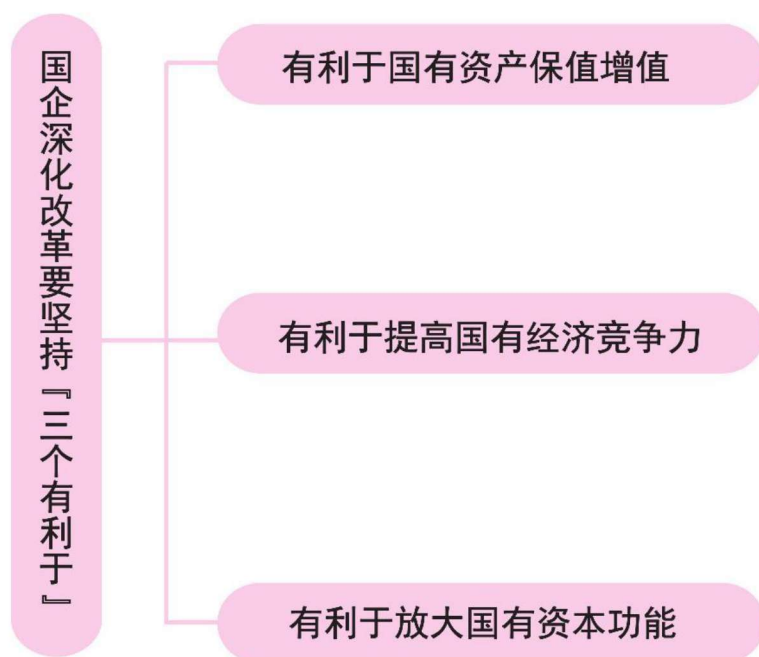 国企深化改革要坚持『三个有利于』
有利于国有资产保值增值
有利于提高国有经济竞争力
有利于放大国有资本功能